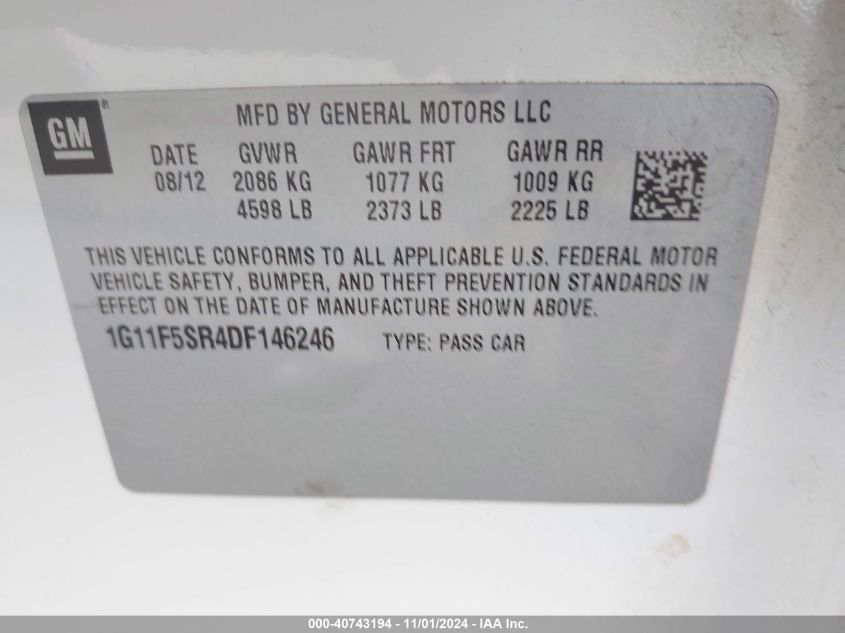 GM®
MFD BY GENERAL MOTORS LLC
DATE GVWR GAWR FRT GAWR RR
08/12 2086 KG 1077 KG 1009 KG
4598 LB 2373 LB 2225 LB
THIS VEHICLE CONFORMS TO ALL APPLICABLE U.S. FEDERAL MOTOR
VEHICLE SAFETY, BUMPER, AND THEFT PREVENTION STANDARDS IN
EFFECT ON THE DATE OF MANUFACTURE SHOWN ABOVE.
1G11F5SR4DF146246 TYPE: PASS CAR
000-40743194 - 11/01/2024 - IAA Inc.